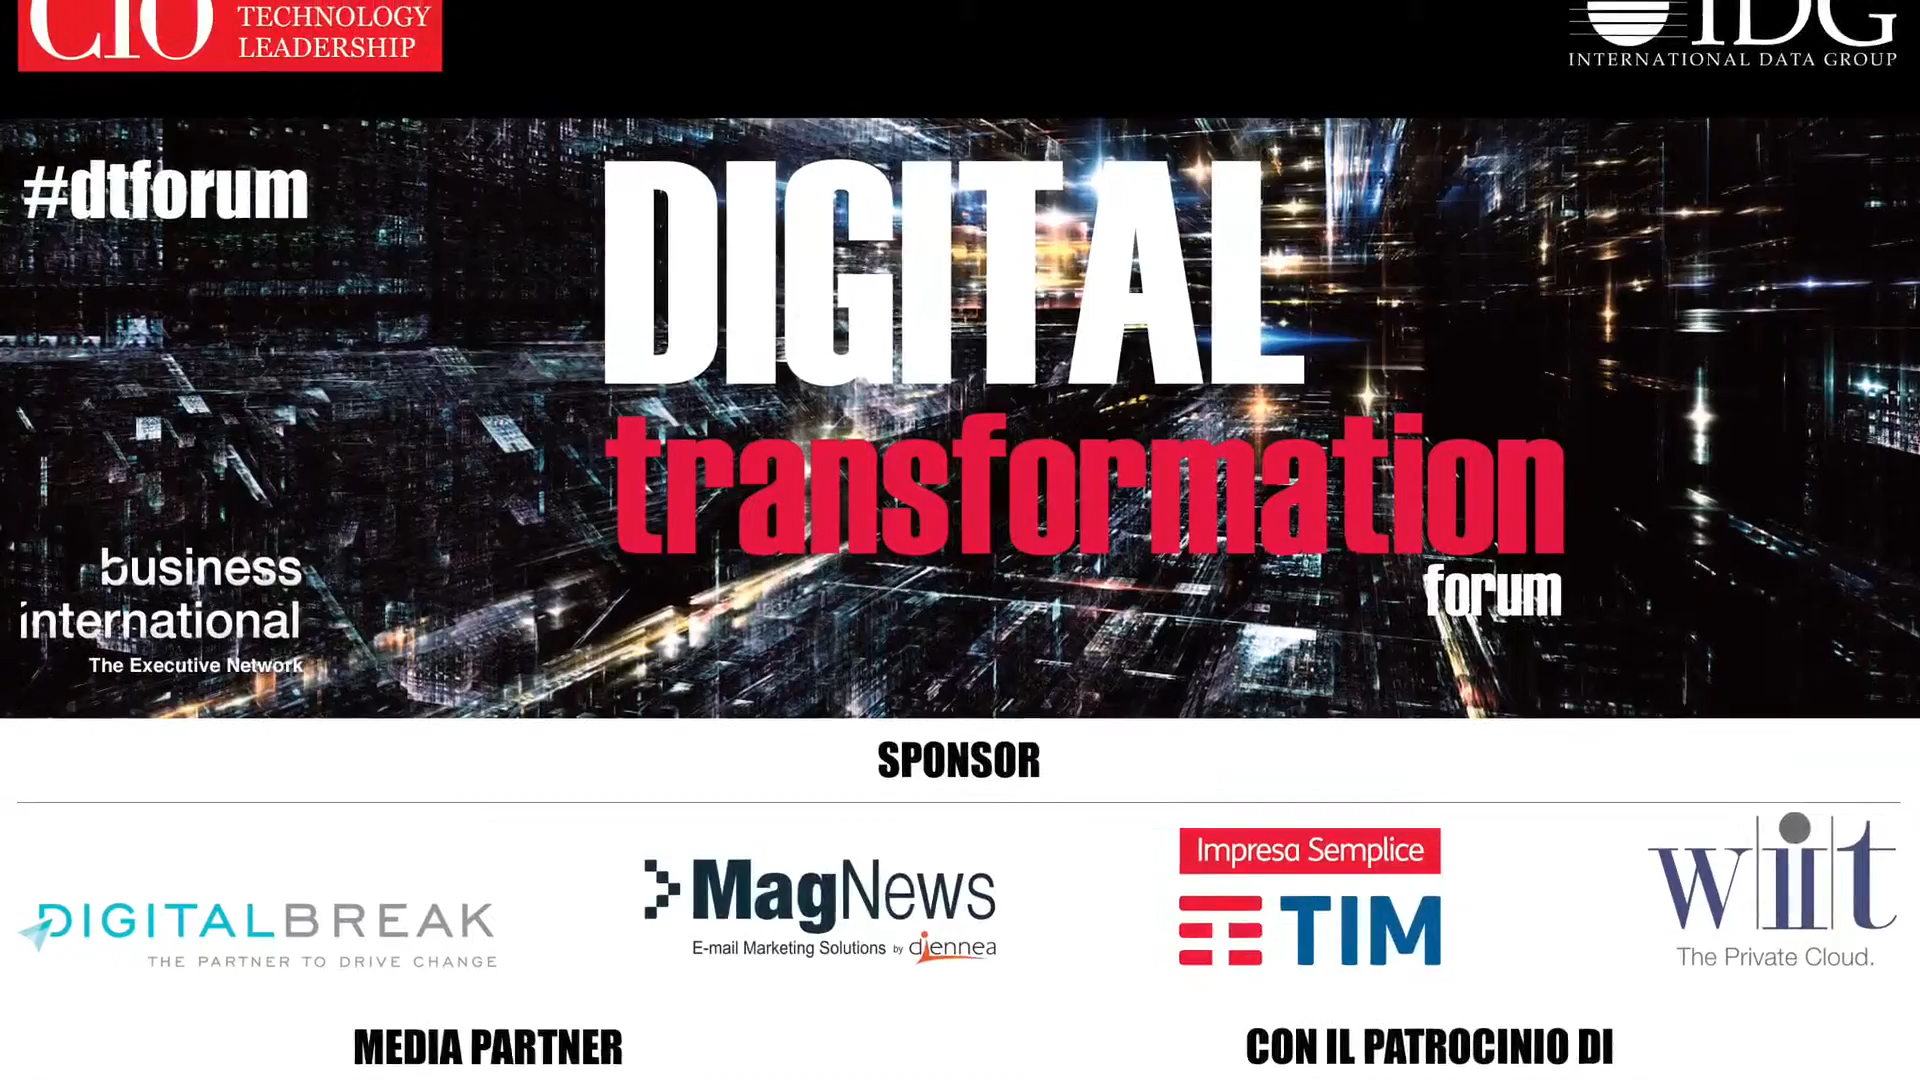 CIO
TECHNOLOGY
LEADERSHIP
IDG
INTERNATIONAL DATA GROUP
#dtforum
DIGITAL
transformation
forum
business
international
The Executive Network
SPONSOR
DIGITALBREAK
THE PARTNER TO DRIVE CHANGE
MagNews
E-mail Marketing Solutions by diennea
Impresa Semplice
TIM
wiit
The Private Cloud.
MEDIA PARTNER
CON IL PATROCINIO DI